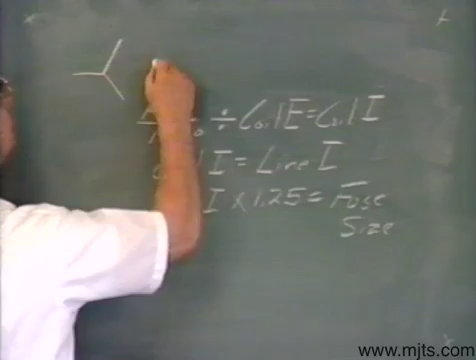 ÷ Coil E = Coil I
I = Line I
I x 1.25 = Fuse
Size
www.mjts.com